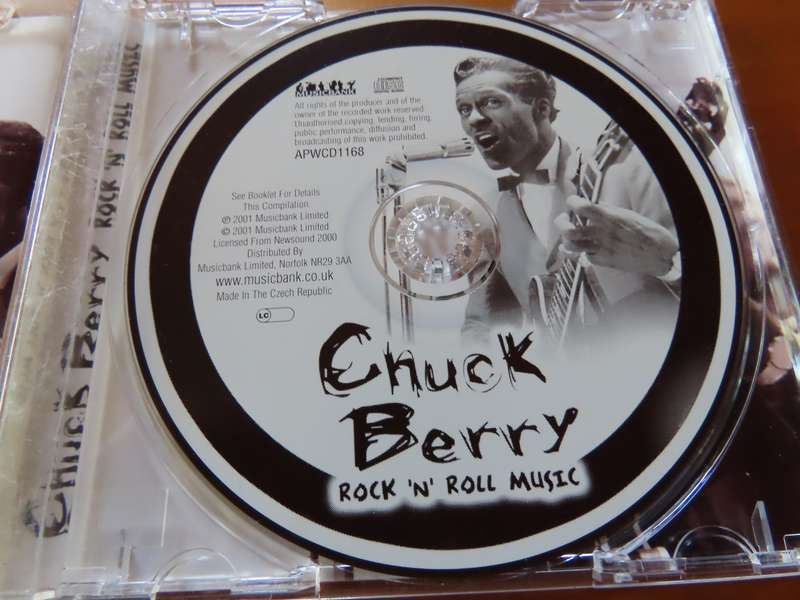 Chuck Berry ROCK 'N' ROLL MUSIC
MUSICBANK
All rights of the producer and of the
owner of the recorded work reserved.
Unauthorised copying, lending, hiring,
public performance, diffusion and
broadcasting of this work prohibited.
APWCD1168
See Booklet For Details
This Compilation
℗ 2001 Musicbank Limited
© 2001 Musicbank Limited
Licensed From Newsound 2000
Distributed By
Musicbank Limited, Norfolk NR29 3AA
www.musicbank.co.uk
Made In The Czech Republic
LC
Chuck
Berry
ROCK 'N' ROLL MUSIC